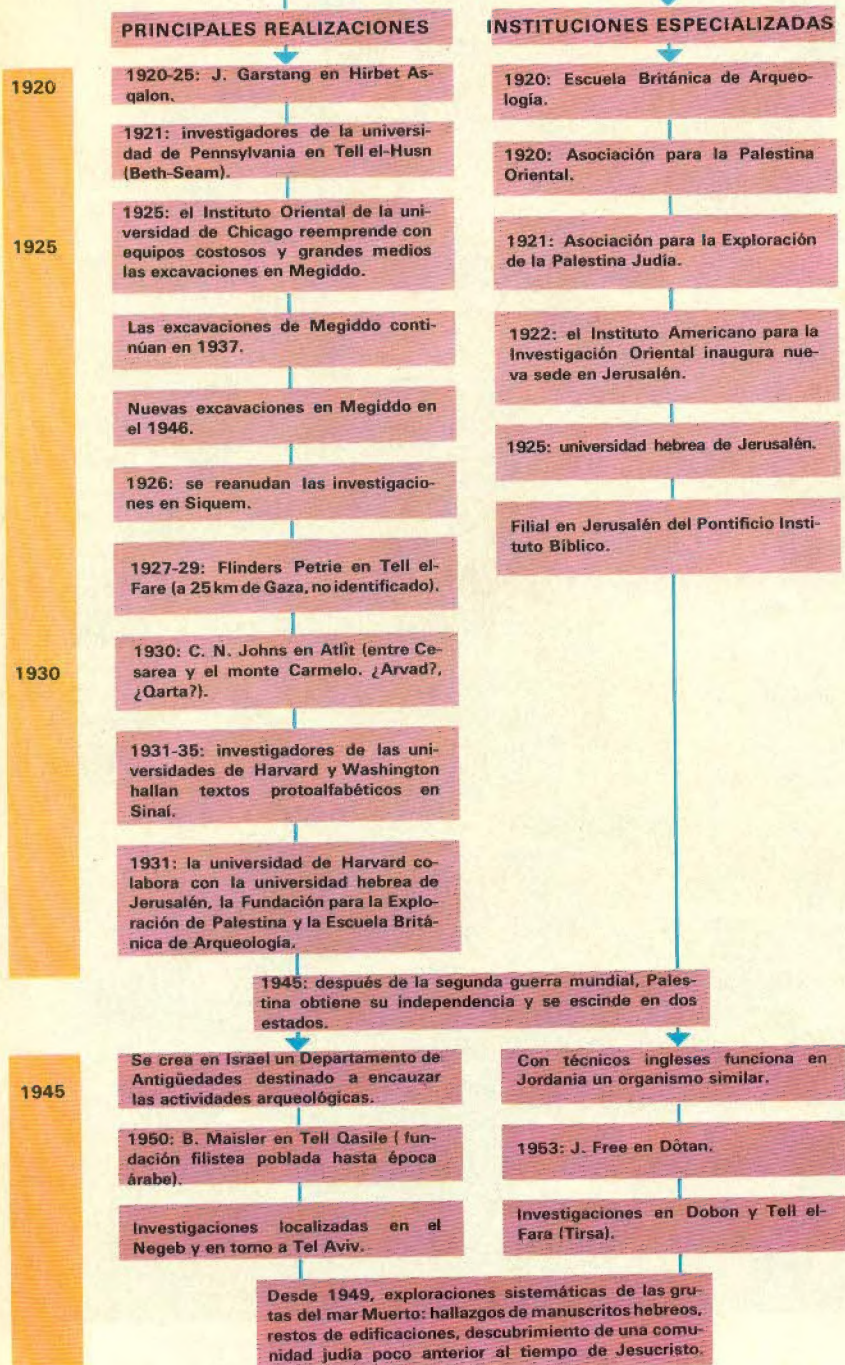 PRINCIPALES REALIZACIONES
INSTITUCIONES ESPECIALIZADAS
1920
1920-25: J. Garstang en Hirbet As-
qalon.
1921: investigadores de la universi-
dad de Pennsylvania en Tell el-Husn
(Beth-Seam).
1925
1925: el Instituto Oriental de la uni-
versidad de Chicago reemprende con
equipos costosos y grandes medios
las excavaciones en Megiddo.
Las excavaciones de Megiddo conti-
núan en 1937.
Nuevas excavaciones en Megiddo en
el 1946.
1926: se reanudan las investigacio-
nes en Siquem.
1927-29: Flinders Petrie en Tell el-
Fare (a 25 km de Gaza, no identificado).
1930
1930: C. N. Johns en Atlit (entre Ce-
sarea y el monte Carmelo. ¿Arvad?,
¿Qarta?).
1931-35: investigadores de las uni-
versidades de Harvard y Washington
hallan textos protoalfabéticos en
Sinaí.
1931: la universidad de Harvard co-
labora con la universidad hebrea de
Jerusalén, la Fundación para la Explo-
ración de Palestina y la Escuela Britá-
nica de Arqueología.
1920: Escuela Británica de Arqueo-
logía.
1920: Asociación para la Palestina
Oriental.
1921: Asociación para la Exploración
de la Palestina Judía.
1922: el Instituto Americano para la
Investigación Oriental inaugura nue-
va sede en Jerusalén.
1925: universidad hebrea de Jerusalén.
Filial en Jerusalén del Pontificio Insti-
tuto Bíblico.
1945: después de la segunda guerra mundial, Pales-
tina obtiene su independencia y se escinde en dos
estados.
1945
Se crea en Israel un Departamento de
Antigüedades destinado a encauzar
las actividades arqueológicas.
1950: B. Maisler en Tell Qasile ( fun-
dación filistea poblada hasta época
árabe).
Investigaciones localizadas en el
Negeb y en torno a Tel Aviv.
Con técnicos ingleses funciona en
Jordania un organismo similar.
1953: J. Free en Dôtan.
Investigaciones en Dobon y Tell el-
Fara (Tirsa).
Desde 1949, exploraciones sistemáticas de las gru-
tas del mar Muerto: hallazgos de manuscritos hebreos,
restos de edificaciones, descubrimiento de una comu-
nidad judía poco anterior al tiempo de Jesucristo.